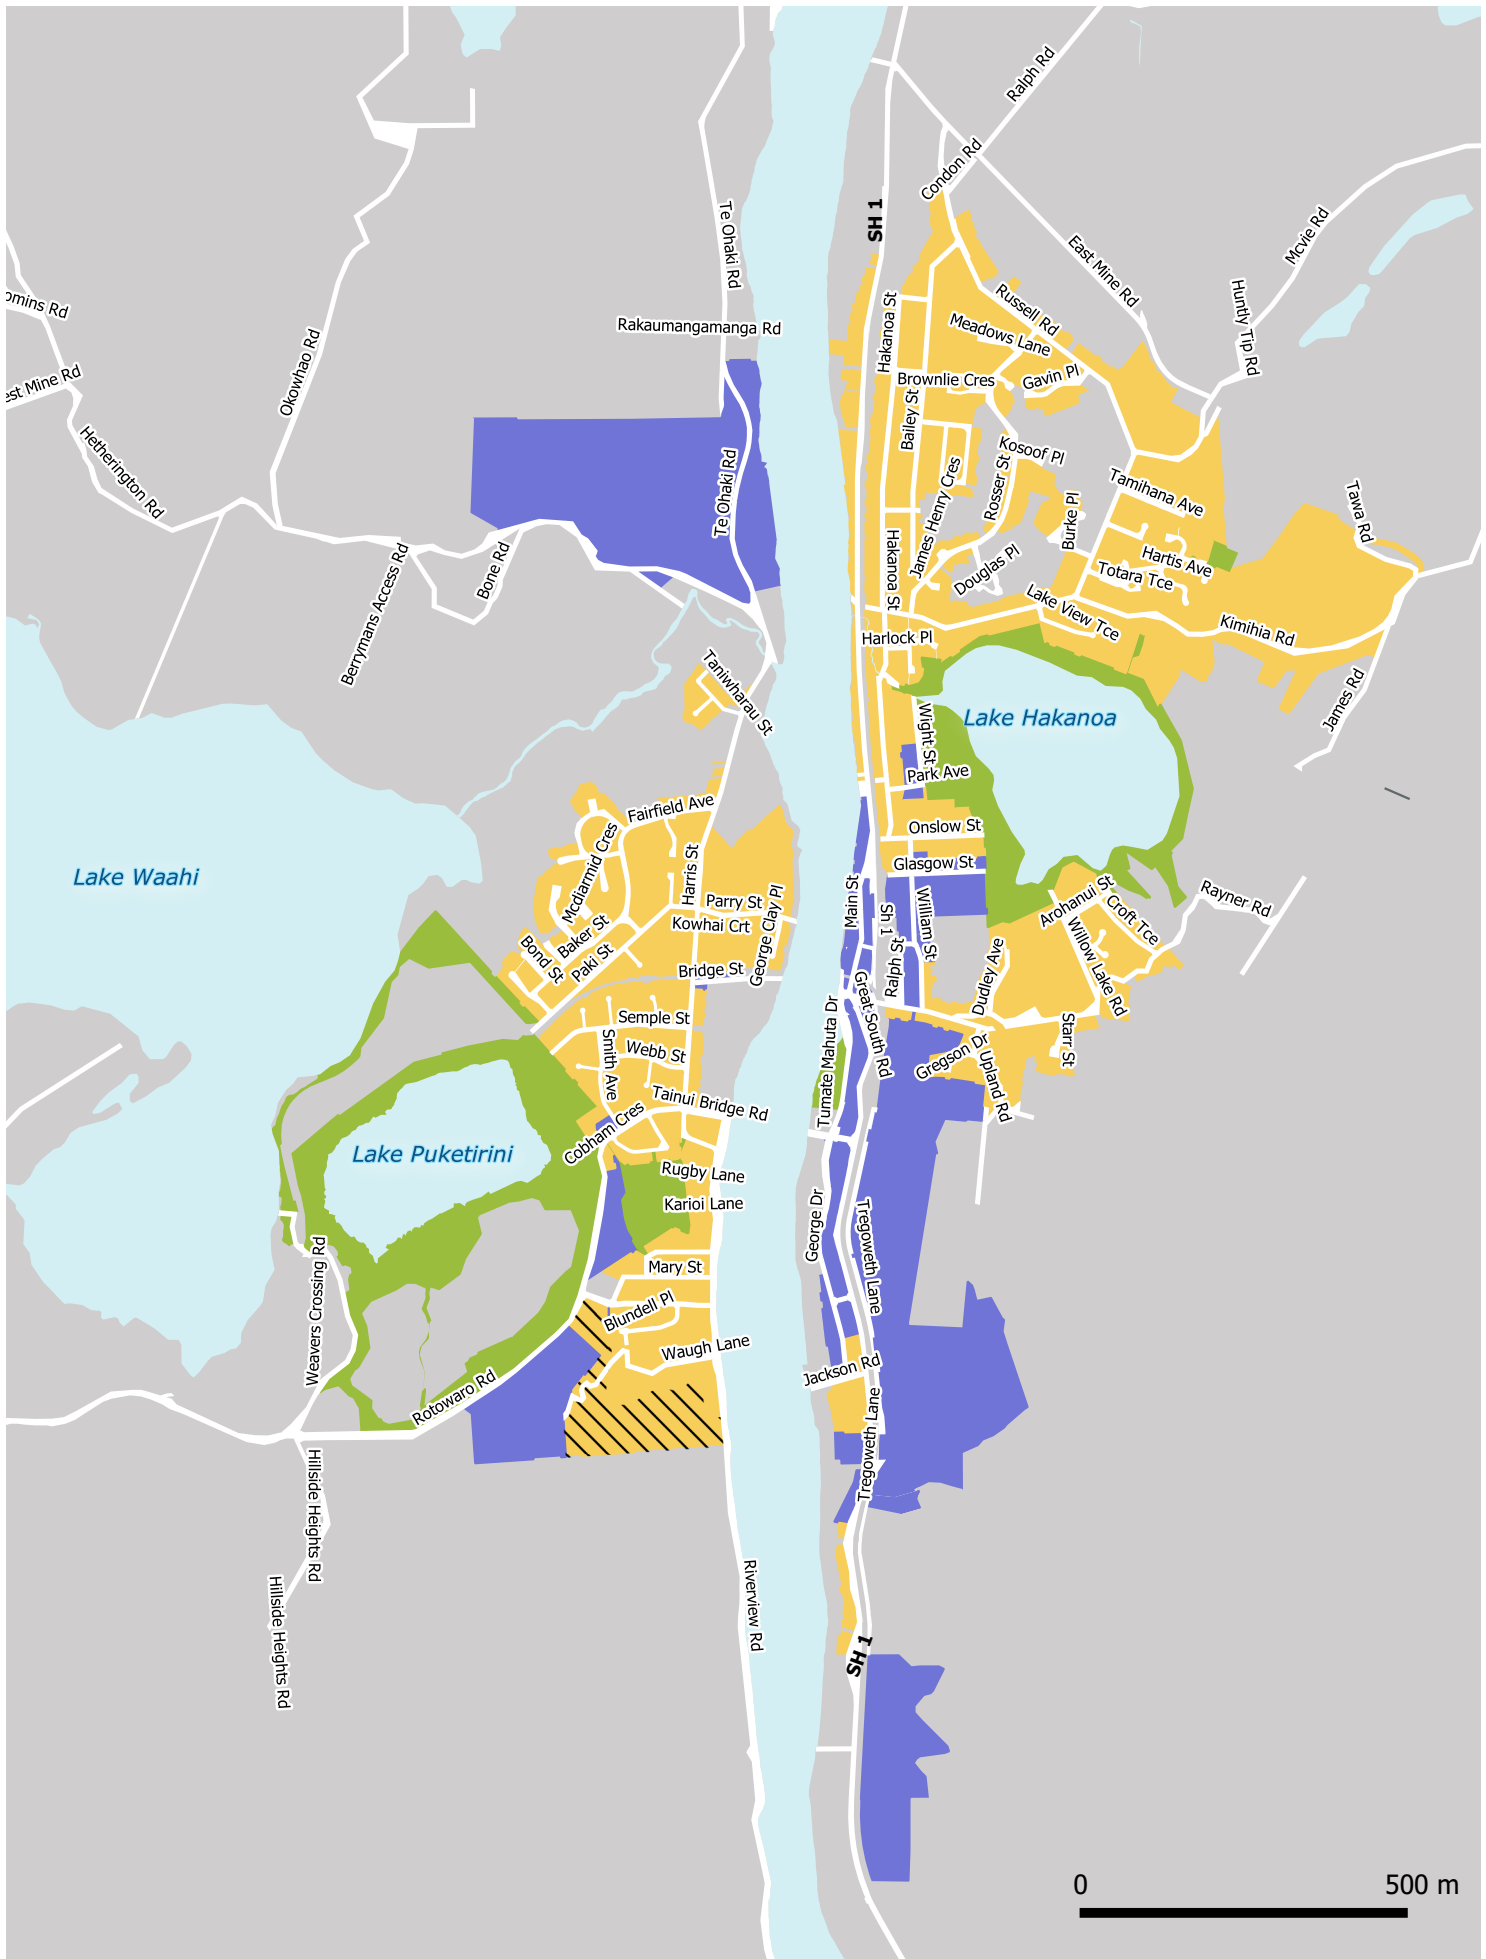 Ralph Rd
Condon Rd
SH 1
Te Ohaki Rd
Mcvie Rd
East Mine Rd
omins Rd
Huntly Tip Rd
Russell Rd
Rakaumangamanga Rd
Hakanoa St
Meadows Lane
Okowhao Rd
est Mine Rd
Brownlie Cres
Gavin Pl
Bailey St
Kosoof Pl
Hetherington Rd
Te Ohaki Rd
Rosser St
James Henry Cres
Tamihana Ave
Tawa Rd
Burke Pl
Hakanoa St
Bone Rd
Berrymans Access Rd
Douglas Pl
Hartis Ave
Totara Tce
Lake View Tce
Kimihia Rd
Harlock Pl
Taniwharau St
James Rd
Lake Hakanoa
Wight St
Park Ave
Fairfield Ave
Onslow St
Mcdiarmid Cres
Harris St
Glasgow St
Lake Waahi
Main St
Sh 1
William St
Arohanui St
Rayner Rd
Parry St
Kowhai Crt
George Clay Pl
Croft Tce
Baker St
Bond St
Paki St
Bridge St
Ralph St
Willow Lake Rd
Dudley Ave
Great South Rd
Semple St
Tumate Mahuta Dr
Starr St
Smith Ave
Webb St
Gregson Dr
Upland Rd
Tainui Bridge Rd
Cobham Cres
Lake Puketirini
Rugby Lane
Karioi Lane
George Dr
Tregoweth Lane
Mary St
Weavers Crossing Rd
Blundell Pl
Waugh Lane
Jackson Rd
Rotowaro Rd
Tregoweth Lane
Hillside Heights Rd
Hillside Heights Rd
Riverview Rd
SH 1
0 500 m